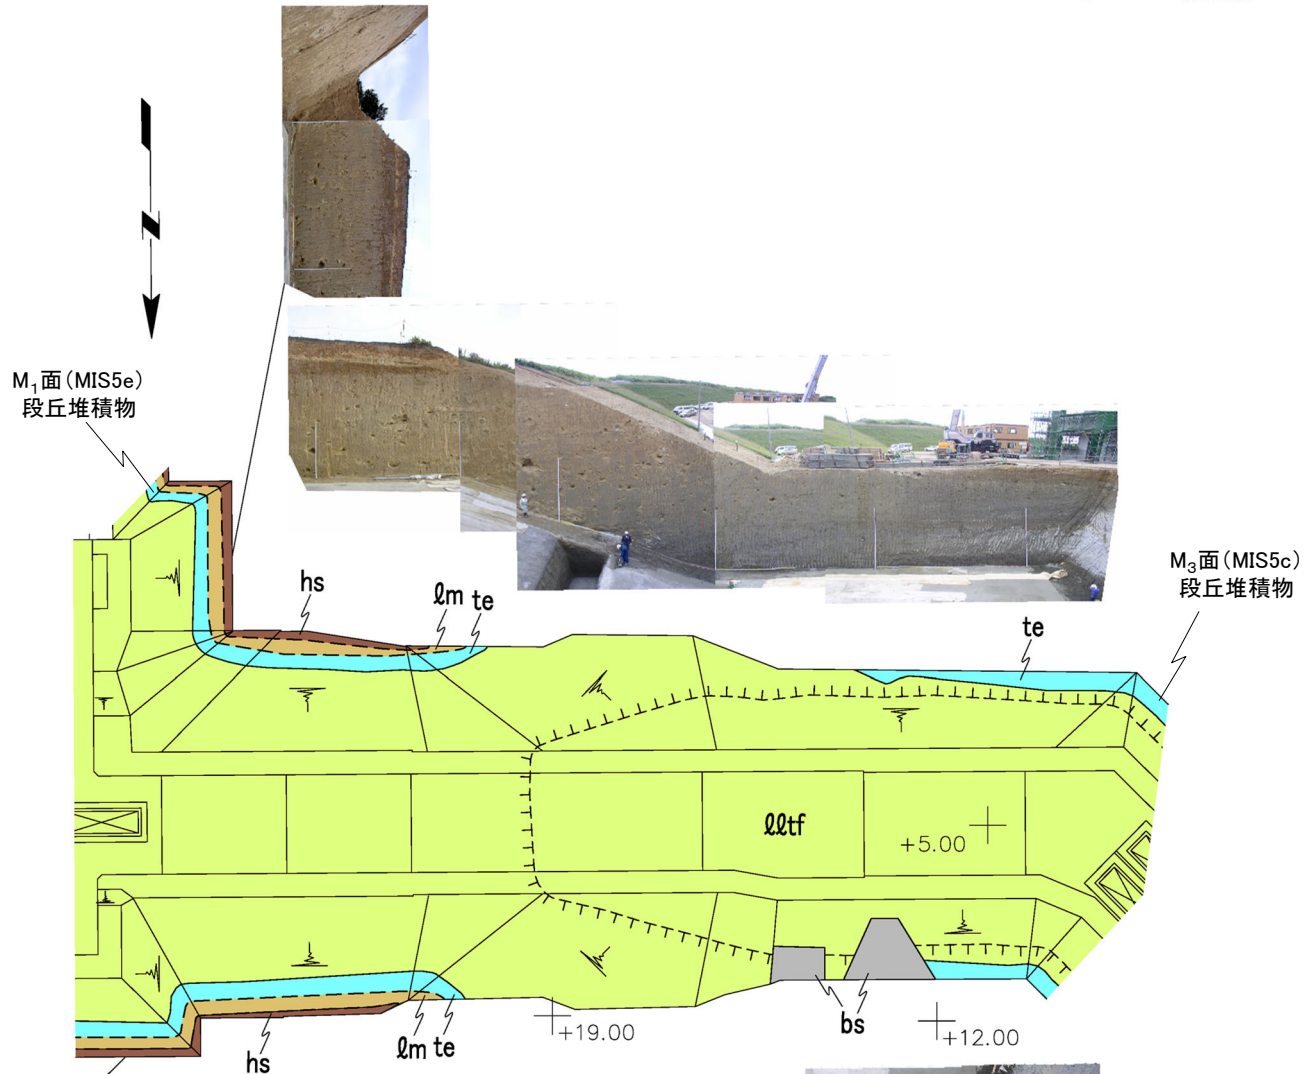 N
M₁面(MIS5e)
段丘堆積物
hs
ℓm te
M₃面(MIS5c)
段丘堆積物
te
ℓℓtf
+5.00
bs
+19.00
+12.00
ℓm te
hs